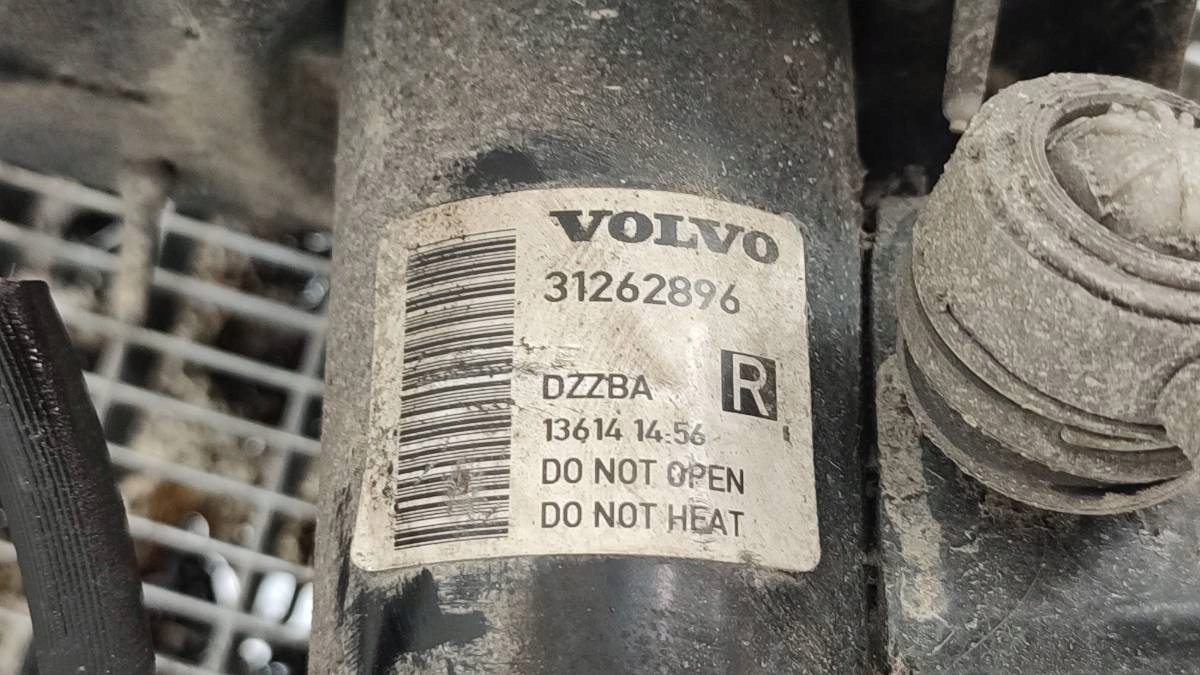 VOLVO
31262896
DZZBA R
13614 14:56
DO NOT OPEN
DO NOT HEAT